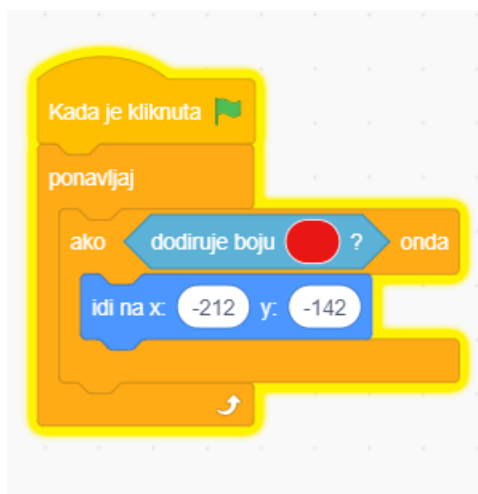 Kada je kliknuta
ponavljaj
ako dodiruje boju ? onda
idi na x: -212 y: -142